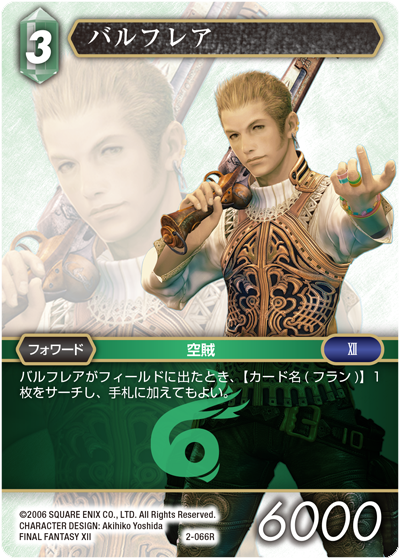 3
バルフレア
フォワード
空賊
XII
バルフレアがフィールドに出たとき、【カード名 ( フラン )】 1
枚をサーチし、手札に加えてもよい。
©2006 SQUARE ENIX CO., LTD. All Rights Reserved.
CHARACTER DESIGN: Akihiko Yoshida
FINAL FANTASY XII
2-066R
6000